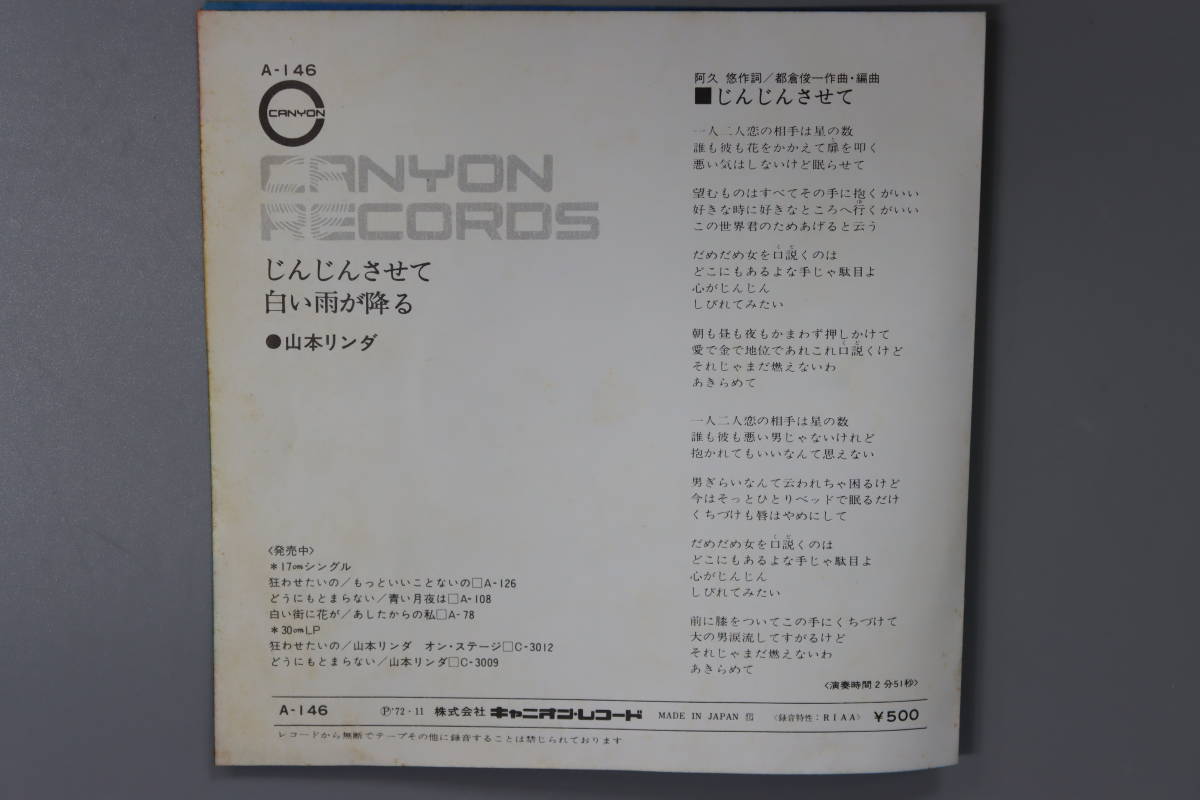 A-146
CANYON
CANYON
RECORDS
じんじんさせて
白い雨が降る
●山本リンダ
〈発売中〉
*17cmシングル
狂わせたいの/もっといいことないの□A-126
どうにもとまらない/青い月夜は□A-108
白い街に花が/あしたからの私□A-78
*30cmLP
狂わせたいの/山本リンダ オン・ステージ□C-3012
どうにもとまらない/山本リンダ□C-3009
阿久 悠作詞/都倉俊一作曲・編曲
■じんじんさせて
一人二人恋の相手は星の数
誰も彼も花をかかえて扉を叩く
悪い気はしないけど眠らせて
望むものはすべてその手に抱くがいい
好きな時に好きなところへ行くがいい
この世界君のためあげると云う
だめだめ女を口説くのは
どこにもあるよな手じゃ駄目よ
心がじんじん
しびれてみたい
朝も昼も夜もかまわず押しかけて
愛で金で地位であれこれ口説くけど
それじゃまだ燃えないわ
あきらめて
一人二人恋の相手は星の数
誰も彼も悪い男じゃないけれど
抱かれてもいいなんて思えない
男ぎらいなんて云われちゃ困るけど
今はそっとひとりベッドで眠るだけ
くちづけも唇はやめにして
だめだめ女を口説くのは
どこにもあるよな手じゃ駄目よ
心がじんじん
しびれてみたい
前に膝をついてこの手にくちづけて
大の男涙流してすがるけど
それじゃまだ燃えないわ
あきらめて
〈演奏時間2分51秒〉
A-146 Ⓟ'72・11 株式会社 キャニオン・レコード MADE IN JAPAN 〈録音特性:RIAA〉 ¥500
レコードから無断でテープその他に録音することは禁じられております